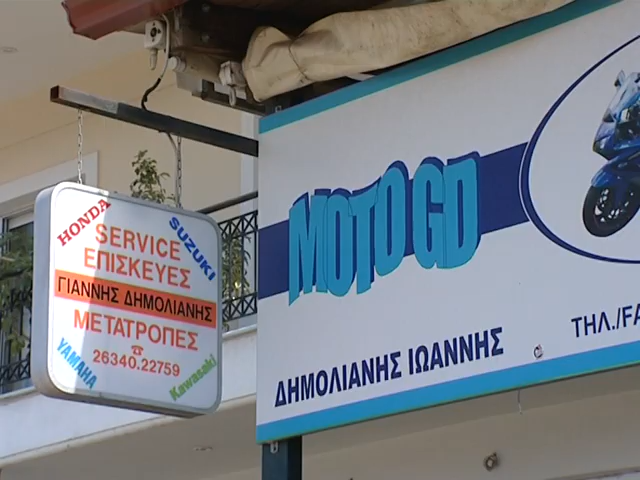 HONDA
SUZUKI
SERVICE
ΕΠΙΣΚΕΥΕΣ
ΓΙΑΝΝΗΣ ΔΗΜΟΛΙΑΝΗΣ
ΜΕΤΑΤΡΟΠΕΣ
☎
26340.22759
YAMAHA
Kawasaki
MOTO GD
ΔΗΜΟΛΙΑΝΗΣ ΙΩΑΝΝΗΣ
ΤΗΛ./FA